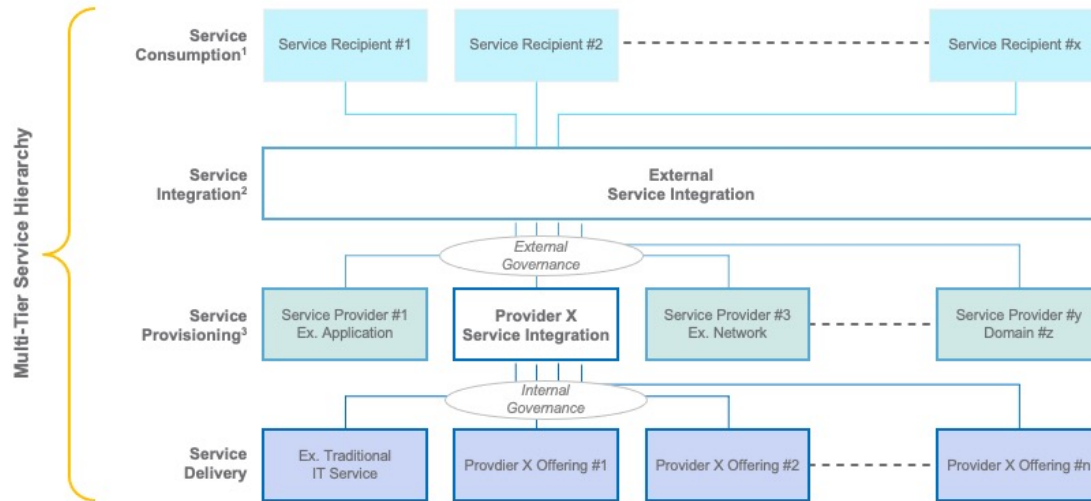 Multi-Tier Service Hierarchy
Service
Consumption¹
Service Recipient #1
Service Recipient #2
Service Recipient #x
Service
Integration²
External
Service Integration
External
Governance
Service
Provisioning³
Service Provider #1
Ex. Application
Provider X
Service Integration
Service Provider #3
Ex. Network
Service Provider #y
Domain #z
Internal
Governance
Service
Delivery
Ex. Traditional
IT Service
Provdier X Offering #1
Provider X Offering #2
Provider X Offering #n